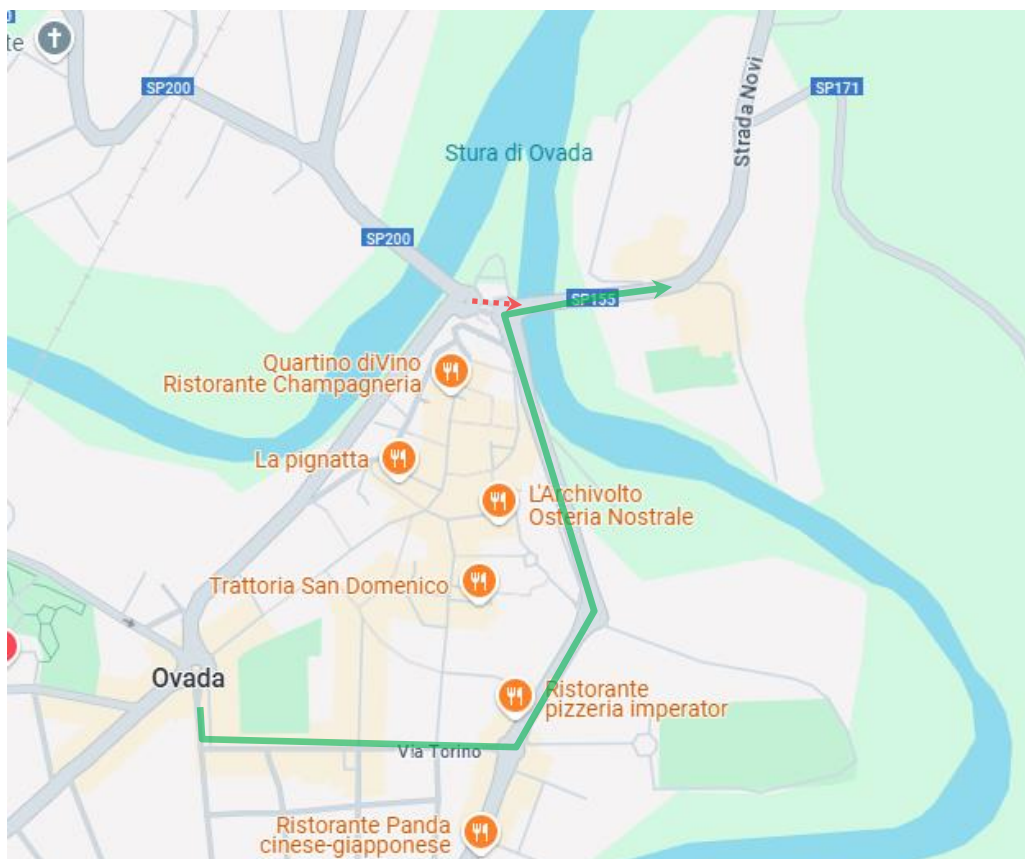 te
SP200
SP171
Strada Novi
Stura di Ovada
SP200
SP155
Quartino diVino
Ristorante Champagneria
La pignatta
L'Archivolto
Osteria Nostrale
Trattoria San Domenico
Ovada
Ristorante
pizzeria imperator
Via Torino
Ristorante Panda
cinese-giapponese